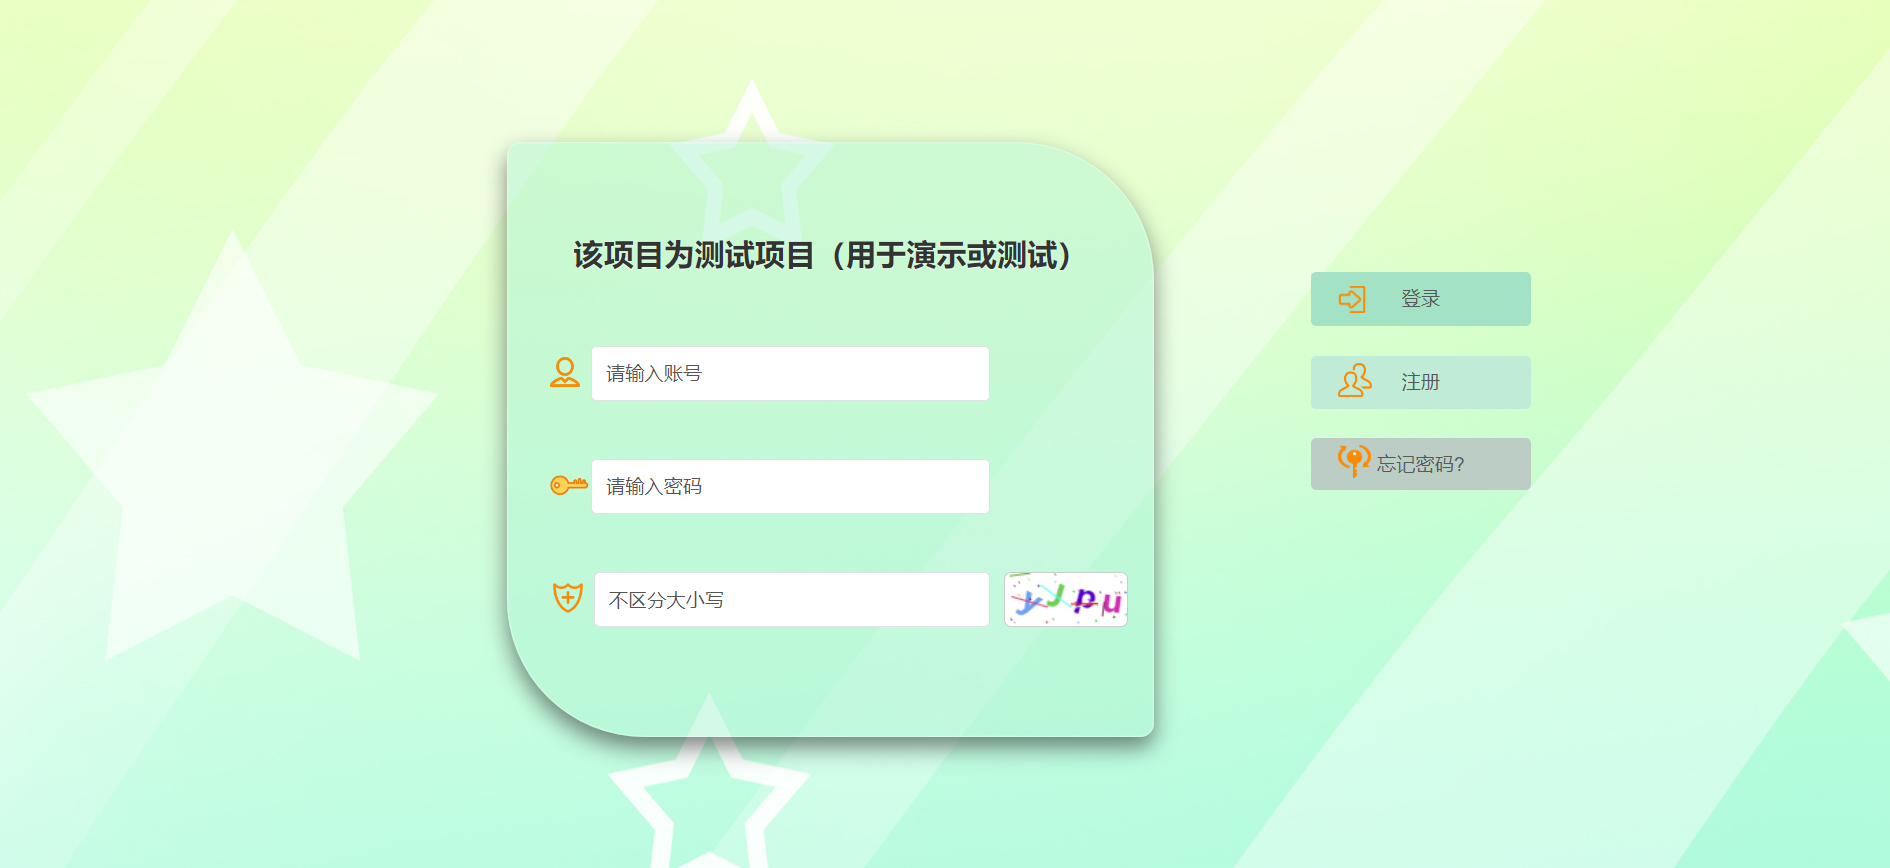 该项目为测试项目（用于演示或测试）
请输入账号
请输入密码
不区分大小写
yJpu
登录
注册
忘记密码?